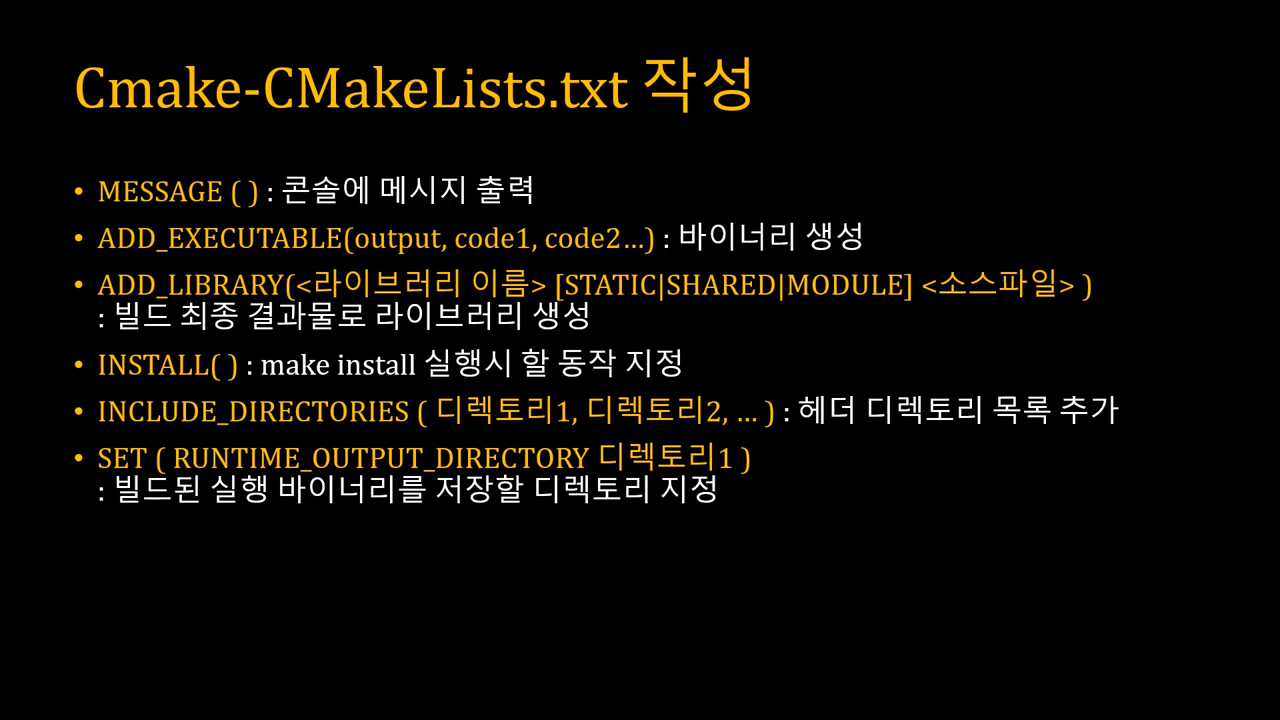 Cmake-CMakeLists.txt 작성
• MESSAGE ( ) : 콘솔에 메시지 출력
• ADD_EXECUTABLE(output, code1, code2…) : 바이너리 생성
• ADD_LIBRARY(<라이브러리 이름> [STATIC|SHARED|MODULE] <소스파일> )
: 빌드 최종 결과물로 라이브러리 생성
• INSTALL( ) : make install 실행시 할 동작 지정
• INCLUDE_DIRECTORIES ( 디렉토리1, 디렉토리2, … ) : 헤더 디렉토리 목록 추가
• SET ( RUNTIME_OUTPUT_DIRECTORY 디렉토리1 )
: 빌드된 실행 바이너리를 저장할 디렉토리 지정